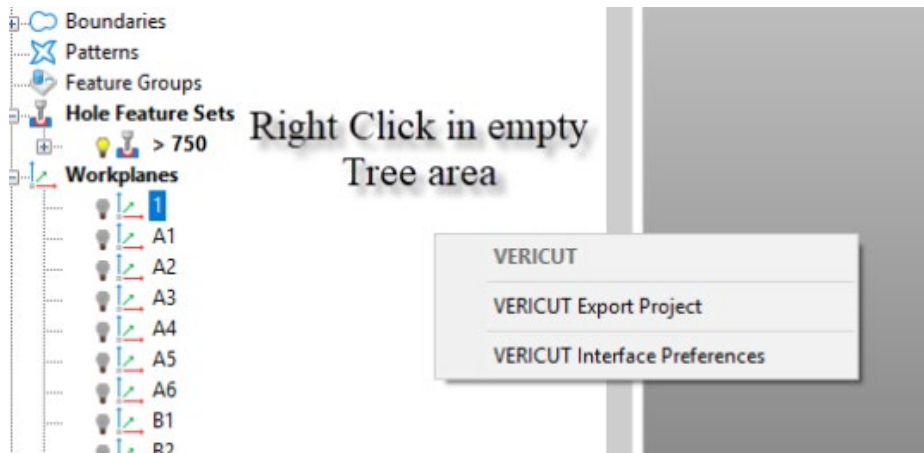 Boundaries
Patterns
Feature Groups
Hole Feature Sets
> 750
Right Click in empty
Tree area
Workplanes
1
A1
A2
A3
A4
A5
A6
B1
B2
VERICUT
VERICUT Export Project
VERICUT Interface Preferences